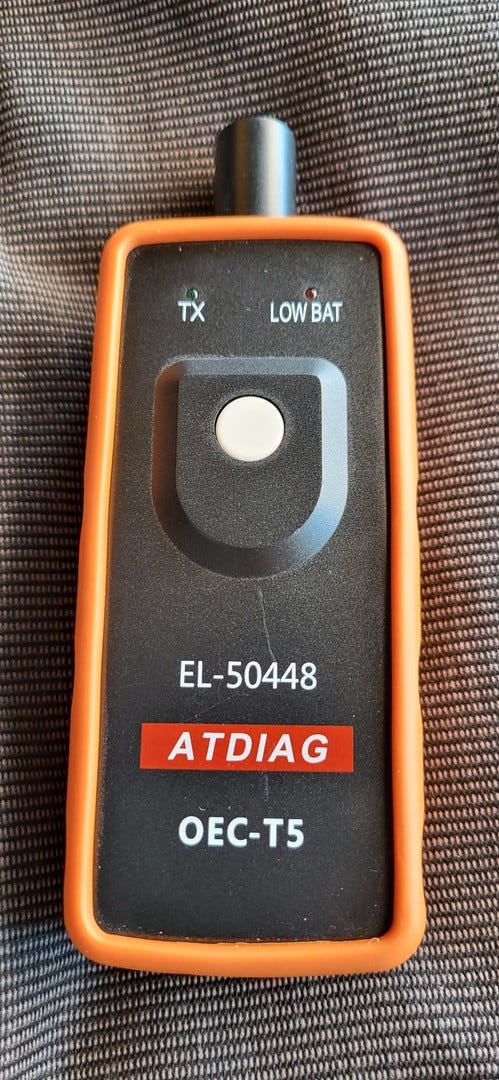 TX LOW BAT
EL-50448
ATDIAG
OEC-T5